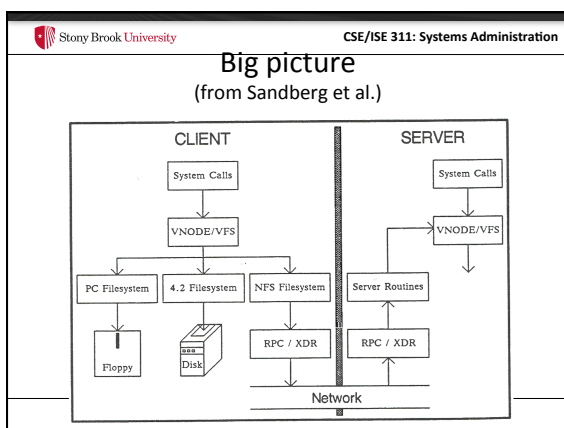 Stony Brook University
CSE/ISE 311: Systems Administration
Big picture
(from Sandberg et al.)
CLIENT
SERVER
System Calls
System Calls
VNODE/VFS
VNODE/VFS
PC Filesystem
4.2 Filesystem
NFS Filesystem
Server Routines
Floppy
Disk
RPC / XDR
RPC / XDR
Network